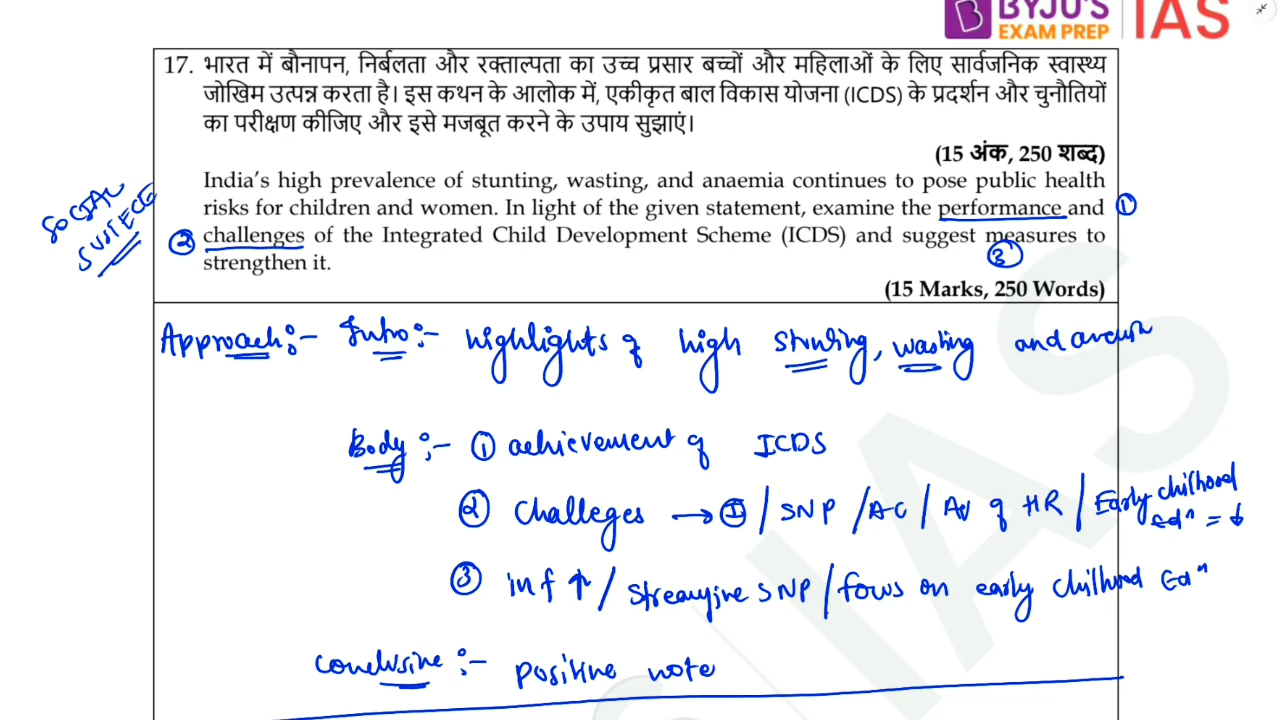 BYJU'S IAS
EXAM PREP
17. भारत में बौनापन, निर्बलता और रक्ताल्पता का उच्च प्रसार बच्चों और महिलाओं के लिए सार्वजनिक स्वास्थ्य
जोखिम उत्पन्न करता है। इस कथन के आलोक में, एकीकृत बाल विकास योजना (ICDS) के प्रदर्शन और चुनौतियों
का परीक्षण कीजिए और इसे मजबूत करने के उपाय सुझाएं।
(15 अंक, 250 शब्द)
India's high prevalence of stunting, wasting, and anaemia continues to pose public health
risks for children and women. In light of the given statement, examine the performance and ①
② challenges of the Integrated Child Development Scheme (ICDS) and suggest measures to
③
strengthen it.
(15 Marks, 250 Words)
SOCIAL
Approach:- Intro:- highlights of high stunting, wasting and
Body:- ① achievement of ICDS
② Challeges → ① / SNP / AC / Av of HR / Early childhood
Edⁿ = ↓
③ inf ↑ / SNP / focus on early childhood Edⁿ
:- positive note
IAS